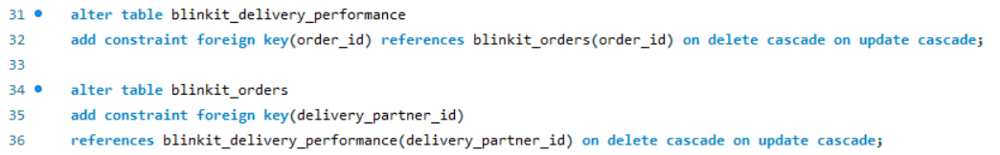 31 alter table blinkit_delivery_performance
32 add constraint foreign key(order_id) references blinkit_orders(order_id) on delete cascade on update cascade;
33
34 alter table blinkit_orders
35 add constraint foreign key(delivery_partner_id)
36 references blinkit_delivery_performance(delivery_partner_id) on delete cascade on update cascade;